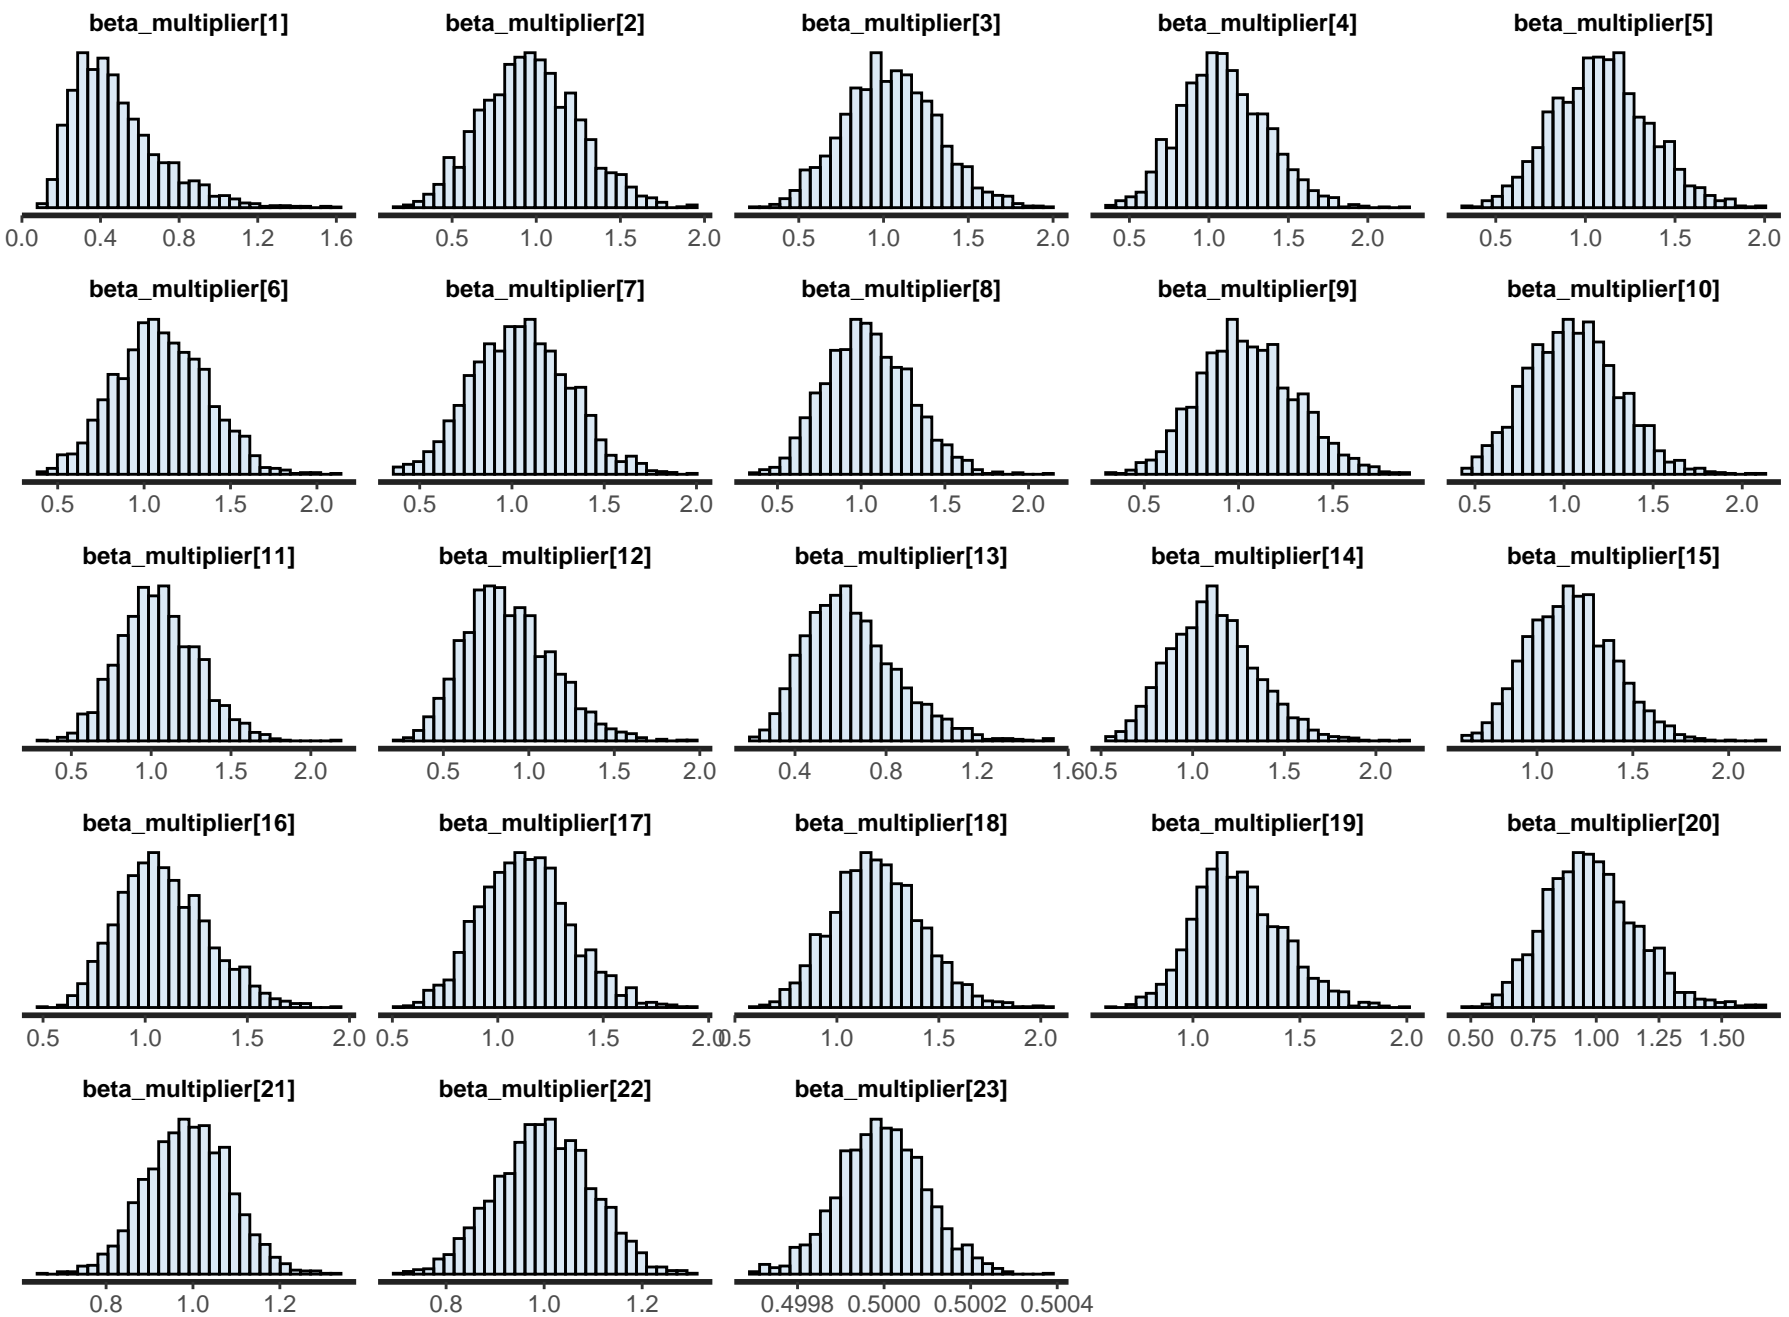 beta_multiplier[1] beta_multiplier[2] beta_multiplier[3] beta_multiplier[4] beta_multiplier[5]
0.0 0.4 0.8 1.2 1.6 0.5 1.0 1.5 2.0 0.5 1.0 1.5 2.0 0.5 1.0 1.5 2.0 0.5 1.0 1.5 2.0
beta_multiplier[6] beta_multiplier[7] beta_multiplier[8] beta_multiplier[9] beta_multiplier[10]
0.5 1.0 1.5 2.0 0.5 1.0 1.5 2.0 0.5 1.0 1.5 2.0 0.5 1.0 1.5 0.5 1.0 1.5 2.0
beta_multiplier[11] beta_multiplier[12] beta_multiplier[13] beta_multiplier[14] beta_multiplier[15]
0.5 1.0 1.5 2.0 0.5 1.0 1.5 2.0 0.4 0.8 1.2 1.6 0.5 1.0 1.5 2.0 1.0 1.5 2.0
beta_multiplier[16] beta_multiplier[17] beta_multiplier[18] beta_multiplier[19] beta_multiplier[20]
0.5 1.0 1.5 2.0 0.5 1.0 1.5 2.0 0.5 1.0 1.5 2.0 1.0 1.5 2.0 0.50 0.75 1.00 1.25 1.50
beta_multiplier[21] beta_multiplier[22] beta_multiplier[23]
0.8 1.0 1.2 0.8 1.0 1.2 0.4998 0.5000 0.5002 0.5004